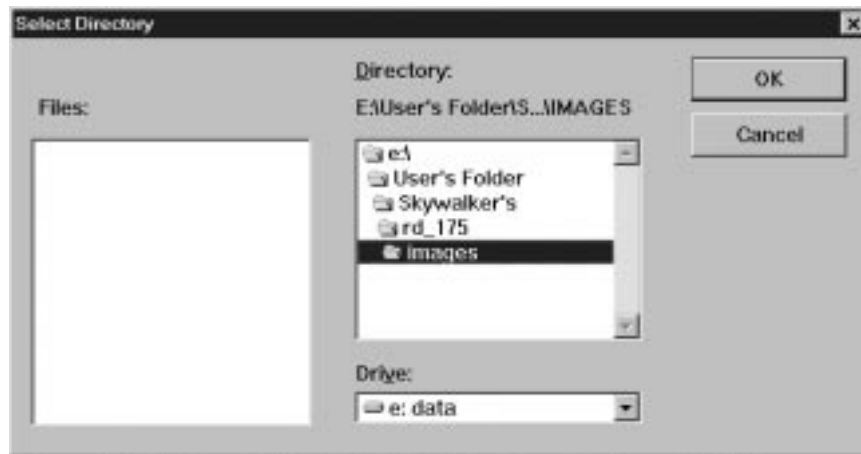 Select Directory
Files:
Directory:
E:\User's Folder\S...\IMAGES
e:\
User's Folder
Skywalker's
rd_175
images
Drive:
e: data
OK
Cancel